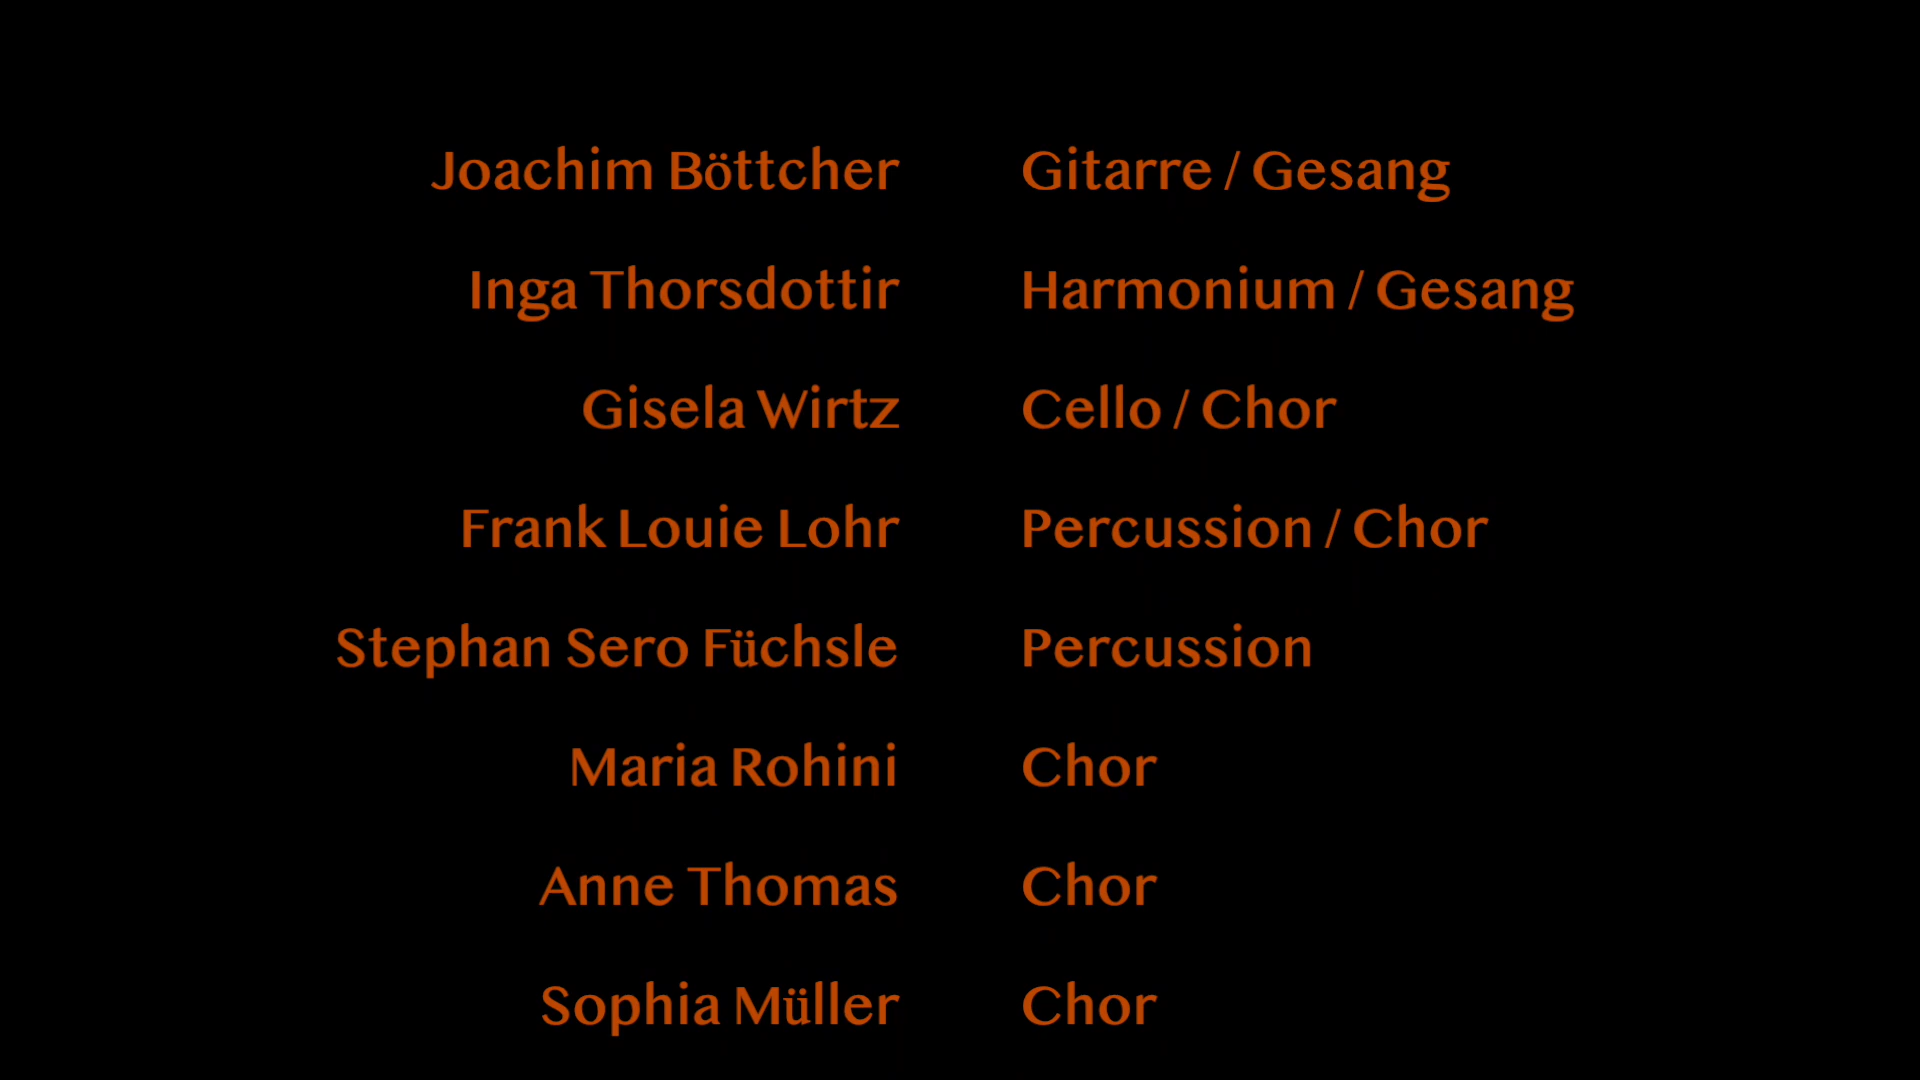 Joachim Böttcher Gitarre / Gesang
Inga Thorsdottir Harmonium / Gesang
Gisela Wirtz Cello / Chor
Frank Louie Lohr Percussion / Chor
Stephan Sero Füchsle Percussion
Maria Rohini Chor
Anne Thomas Chor
Sophia Müller Chor